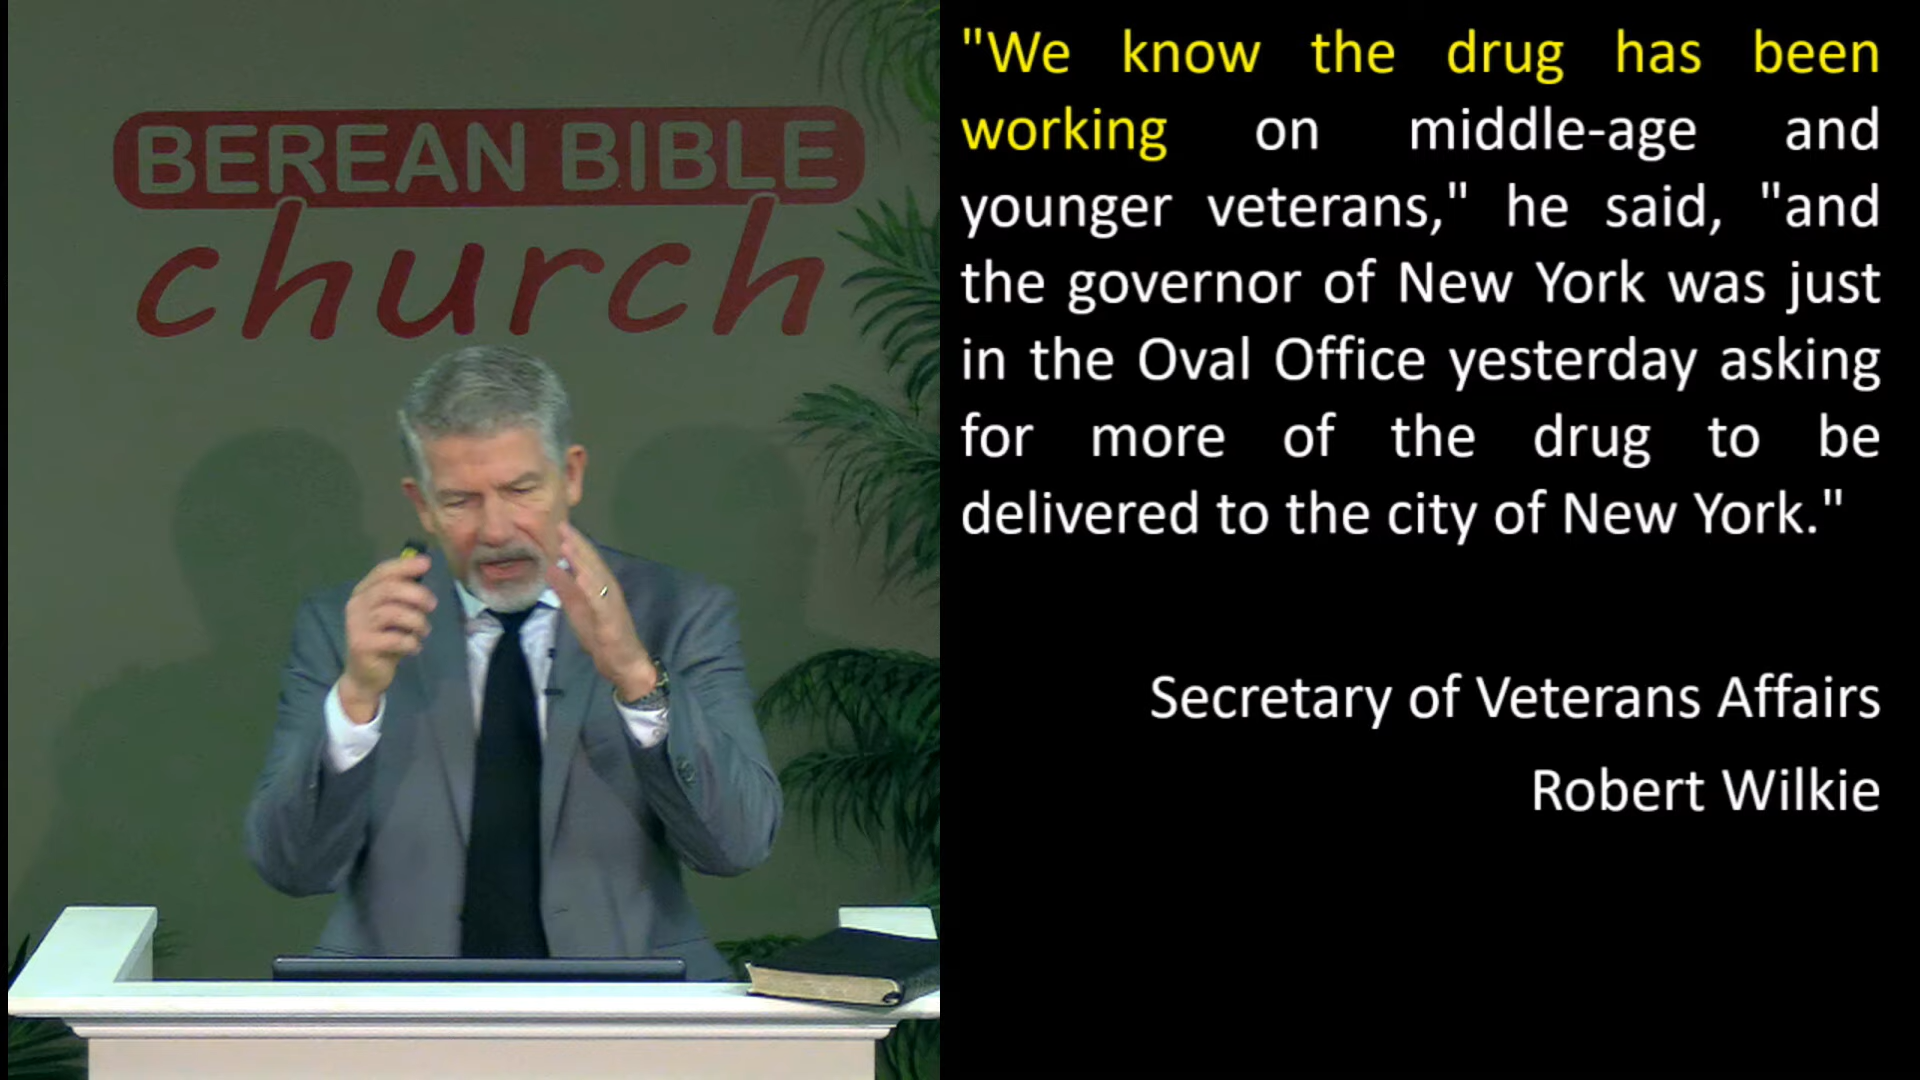 BEREAN BIBLE
church
"We know the drug has been
working on middle-age and
younger veterans," he said, "and
the governor of New York was just
in the Oval Office yesterday asking
for more of the drug to be
delivered to the city of New York."
Secretary of Veterans Affairs
Robert Wilkie